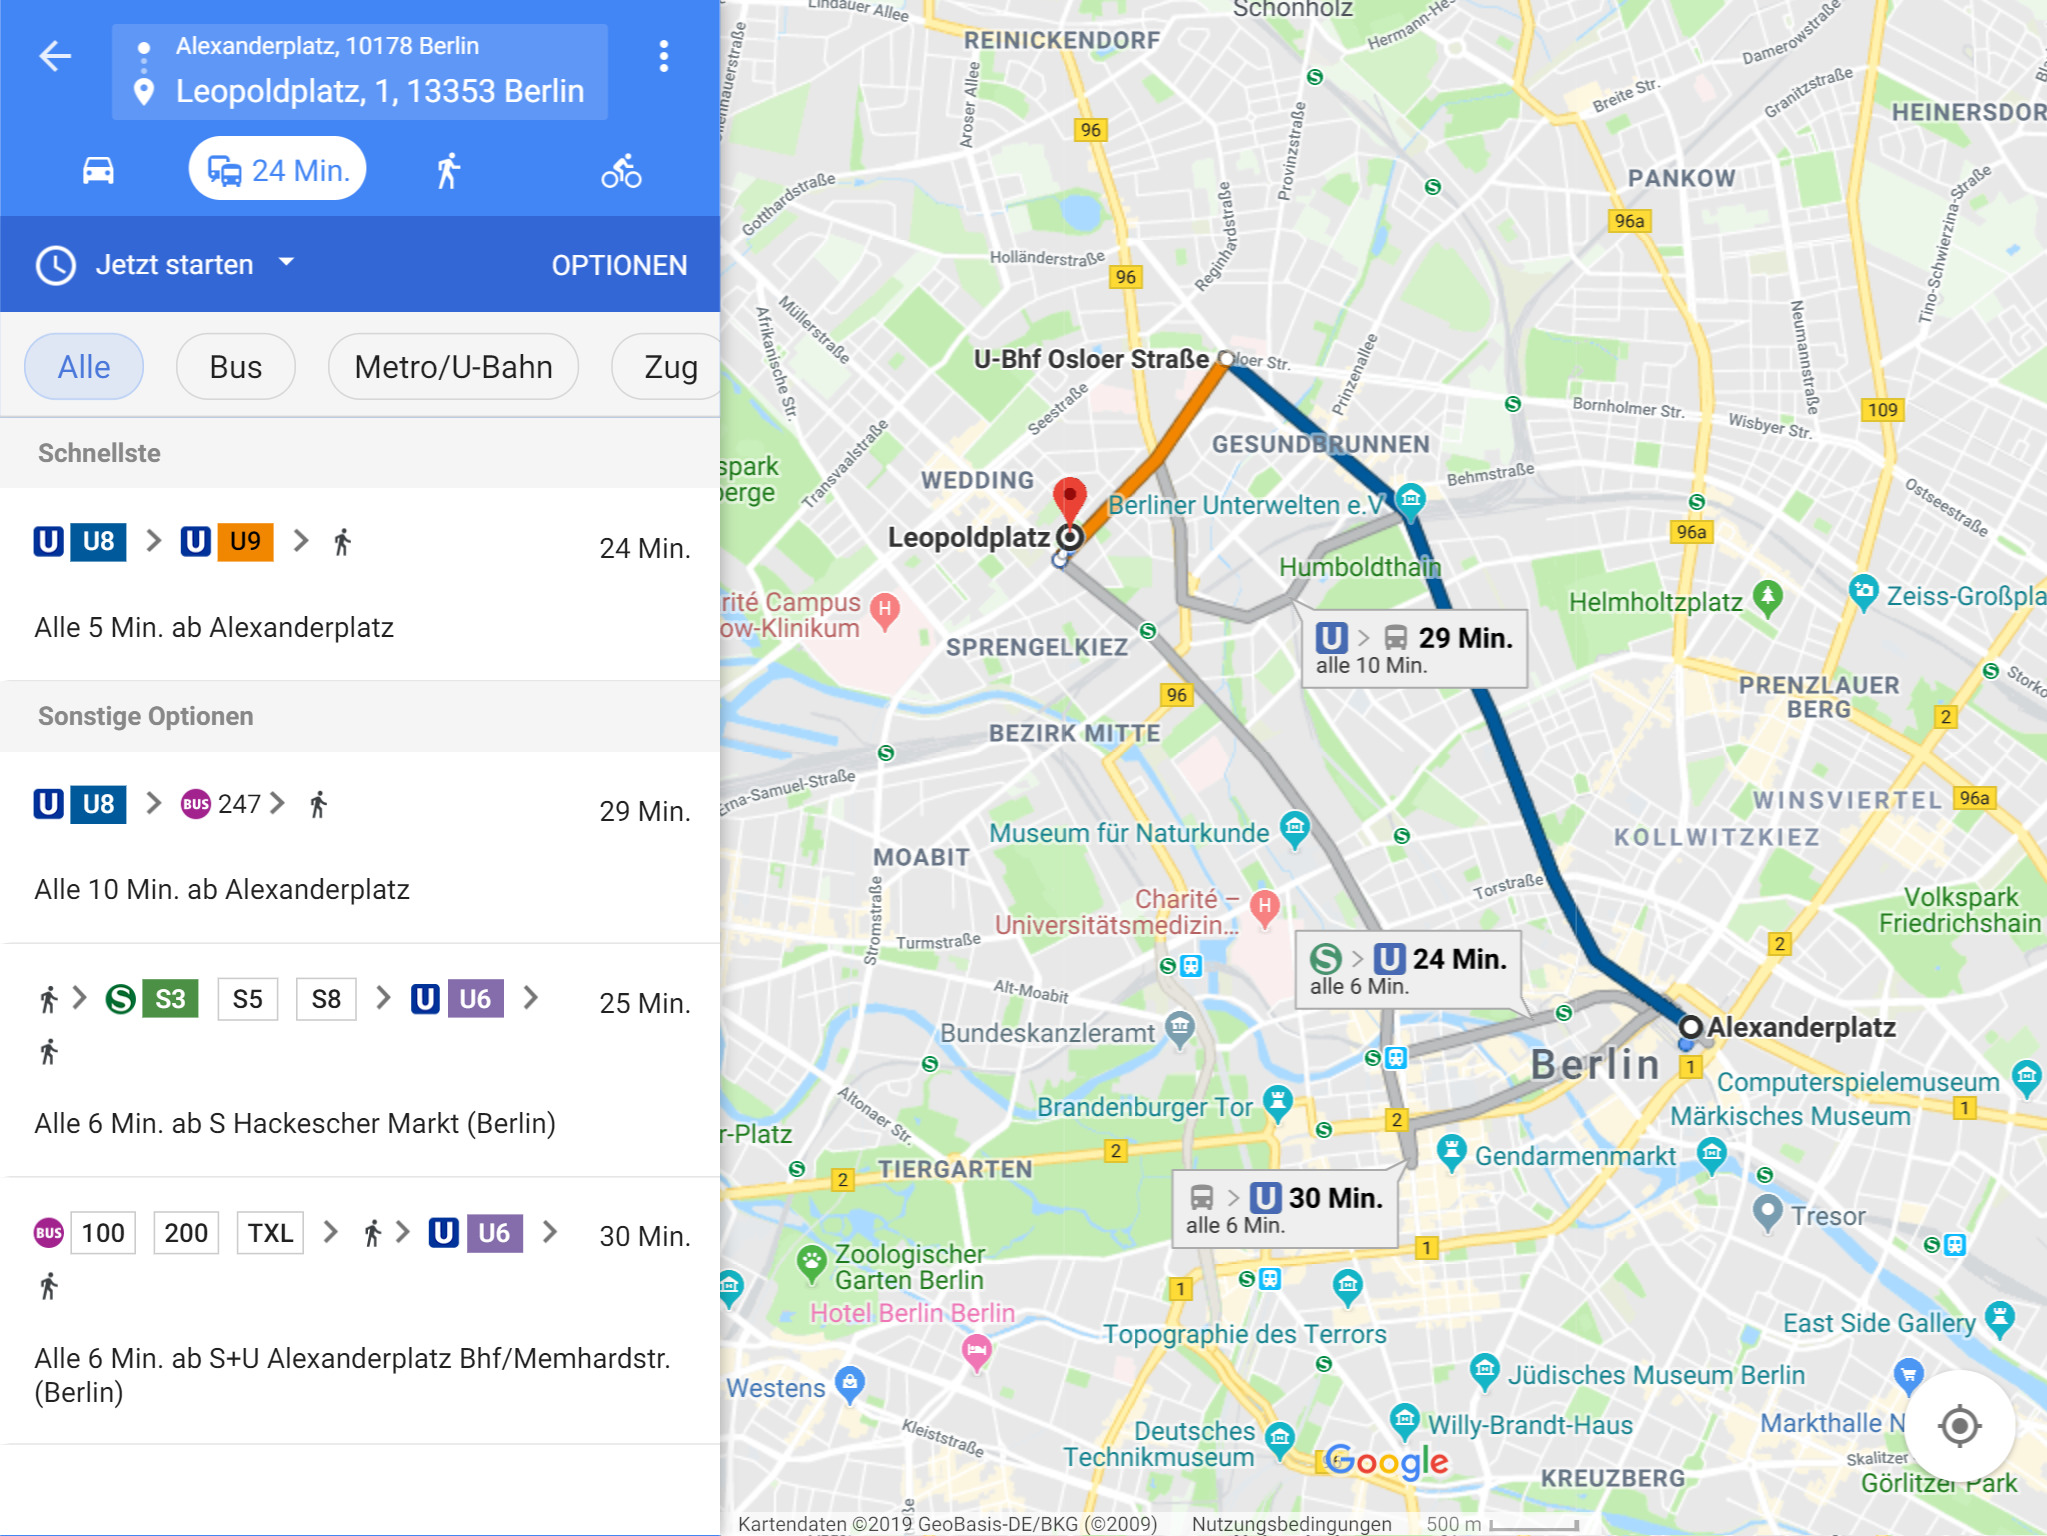 Alexanderplatz, 10178 Berlin
Leopoldplatz, 1, 13353 Berlin
24 Min.
Jetzt starten
OPTIONEN
Alle
Bus
Metro/U-Bahn
Zug
Schnellste
U U8 U U9
24 Min.
Alle 5 Min. ab Alexanderplatz
Sonstige Optionen
U U8 BUS 247
29 Min.
Alle 10 Min. ab Alexanderplatz
S S3 S5 S8 U U6
25 Min.
Alle 6 Min. ab S Hackescher Markt (Berlin)
BUS 100 200 TXL U U6
30 Min.
Alle 6 Min. ab S+U Alexanderplatz Bhf/Memhardstr.
(Berlin)
Lindauer Allee
Schönholz
REINICKENDORF
Damerowstraße
Aroser Allee
Breite Str.
Granitzstraße
HEINERSDOR
96
Provinzstraße
PANKOW
Gotthardstraße
96a
Reginhardstraße
Tino-Schwierzina-Straße
Holländerstraße
96
Müllerstraße
Afrikanische Str.
Neumannstraße
U-Bhf Osloer Straße
loer Str.
Prinzenallee
Seestraße
Bornholmer Str.
Wisbyer Str.
109
GESUNDBRUNNEN
Transvaalstraße
spark
erge
WEDDING
Behmstraße
Ostseestraße
Berliner Unterwelten e.V
Leopoldplatz
96a
Humboldthain
rité Campus
ow-Klinikum
H
Helmholtzplatz
Zeiss-Großpla
SPRENGELKIEZ
U 29 Min.
alle 10 Min.
PRENZLAUER
BERG
Storko
96
2
BEZIRK MITTE
Erna-Samuel-Straße
WINSVIERTEL
96a
Museum für Naturkunde
KOLLWITZKIEZ
MOABIT
Stromstraße
Torstraße
Charité –
Universitätsmedizin...
H
Volkspark
Friedrichshain
Turmstraße
2
S U 24 Min.
alle 6 Min.
Alt-Moabit
Bundeskanzleramt
Alexanderplatz
Berlin
1
Computerspielemuseum
Altonaer Str.
Brandenburger Tor
2
Märkisches Museum
1
r-Platz
2
Gendarmenmarkt
TIERGARTEN
2
U 30 Min.
alle 6 Min.
Tresor
Zoologischer
Garten Berlin
1
1
Hotel Berlin Berlin
Topographie des Terrors
East Side Gallery
Westens
Jüdisches Museum Berlin
Kleiststraße
Deutsches
Technikmuseum
Willy-Brandt-Haus
Markthalle N
Google
Skalitzer
KREUZBERG
Görlitzer Park
Kartendaten ©2019 GeoBasis-DE/BKG (©2009)
Nutzungsbedingungen
500 m